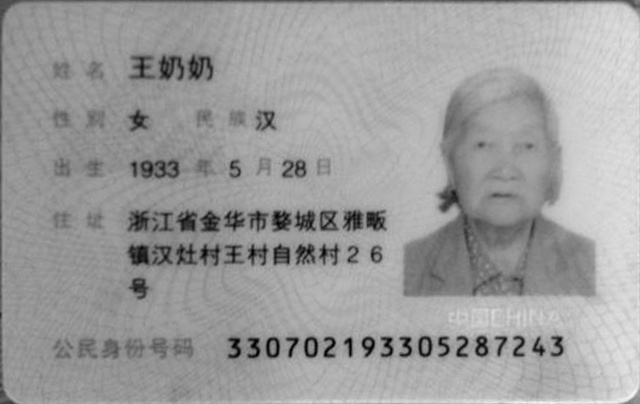 姓名 王奶奶
性别 女 民族 汉
出生 1933 年 5 月 28 日
住址 浙江省金华市婺城区雅畈
镇汉灶村王村自然村26
号
中国CHINA
公民身份号码 330702193305287243